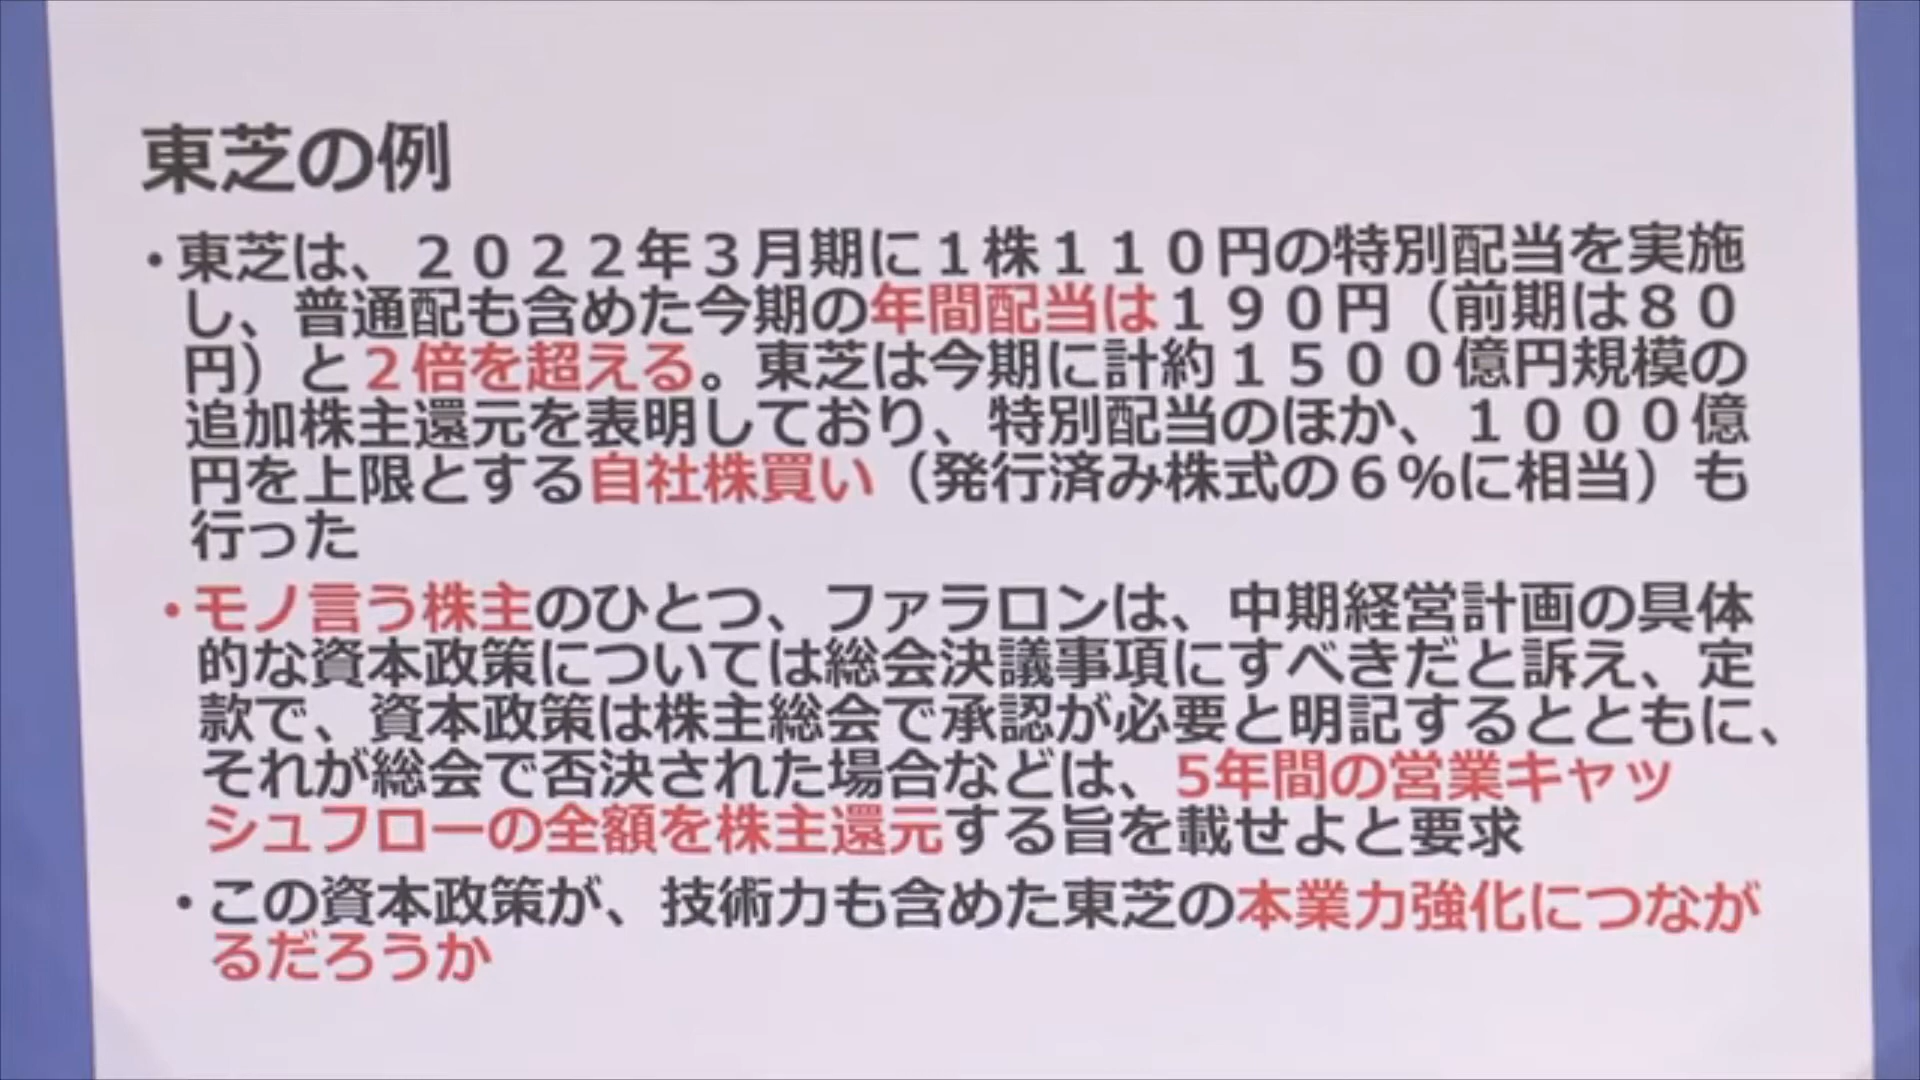 東芝の例
・東芝は、２０２２年３月期に１株１１０円の特別配当を実施
し、普通配も含めた今期の年間配当は１９０円（前期は８０
円）と２倍を超える。東芝は今期に計約１５００億円規模の
追加株主還元を表明しており、特別配当のほか、１０００億
円を上限とする自社株買い（発行済み株式の６％に相当）も
行った
・モノ言う株主のひとつ、ファラロンは、中期経営計画の具体
的な資本政策については総会決議事項にすべきだと訴え、定
款で、資本政策は株主総会で承認が必要と明記するとともに、
それが総会で否決された場合などは、5年間の営業キャッ
シュフローの全額を株主還元する旨を載せよと要求
・この資本政策が、技術力も含めた東芝の本業力強化につなが
るだろうか